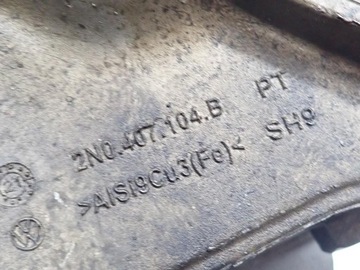 2N0.407.104.B PT
>AlSi9Cu3(Fe)< SH9